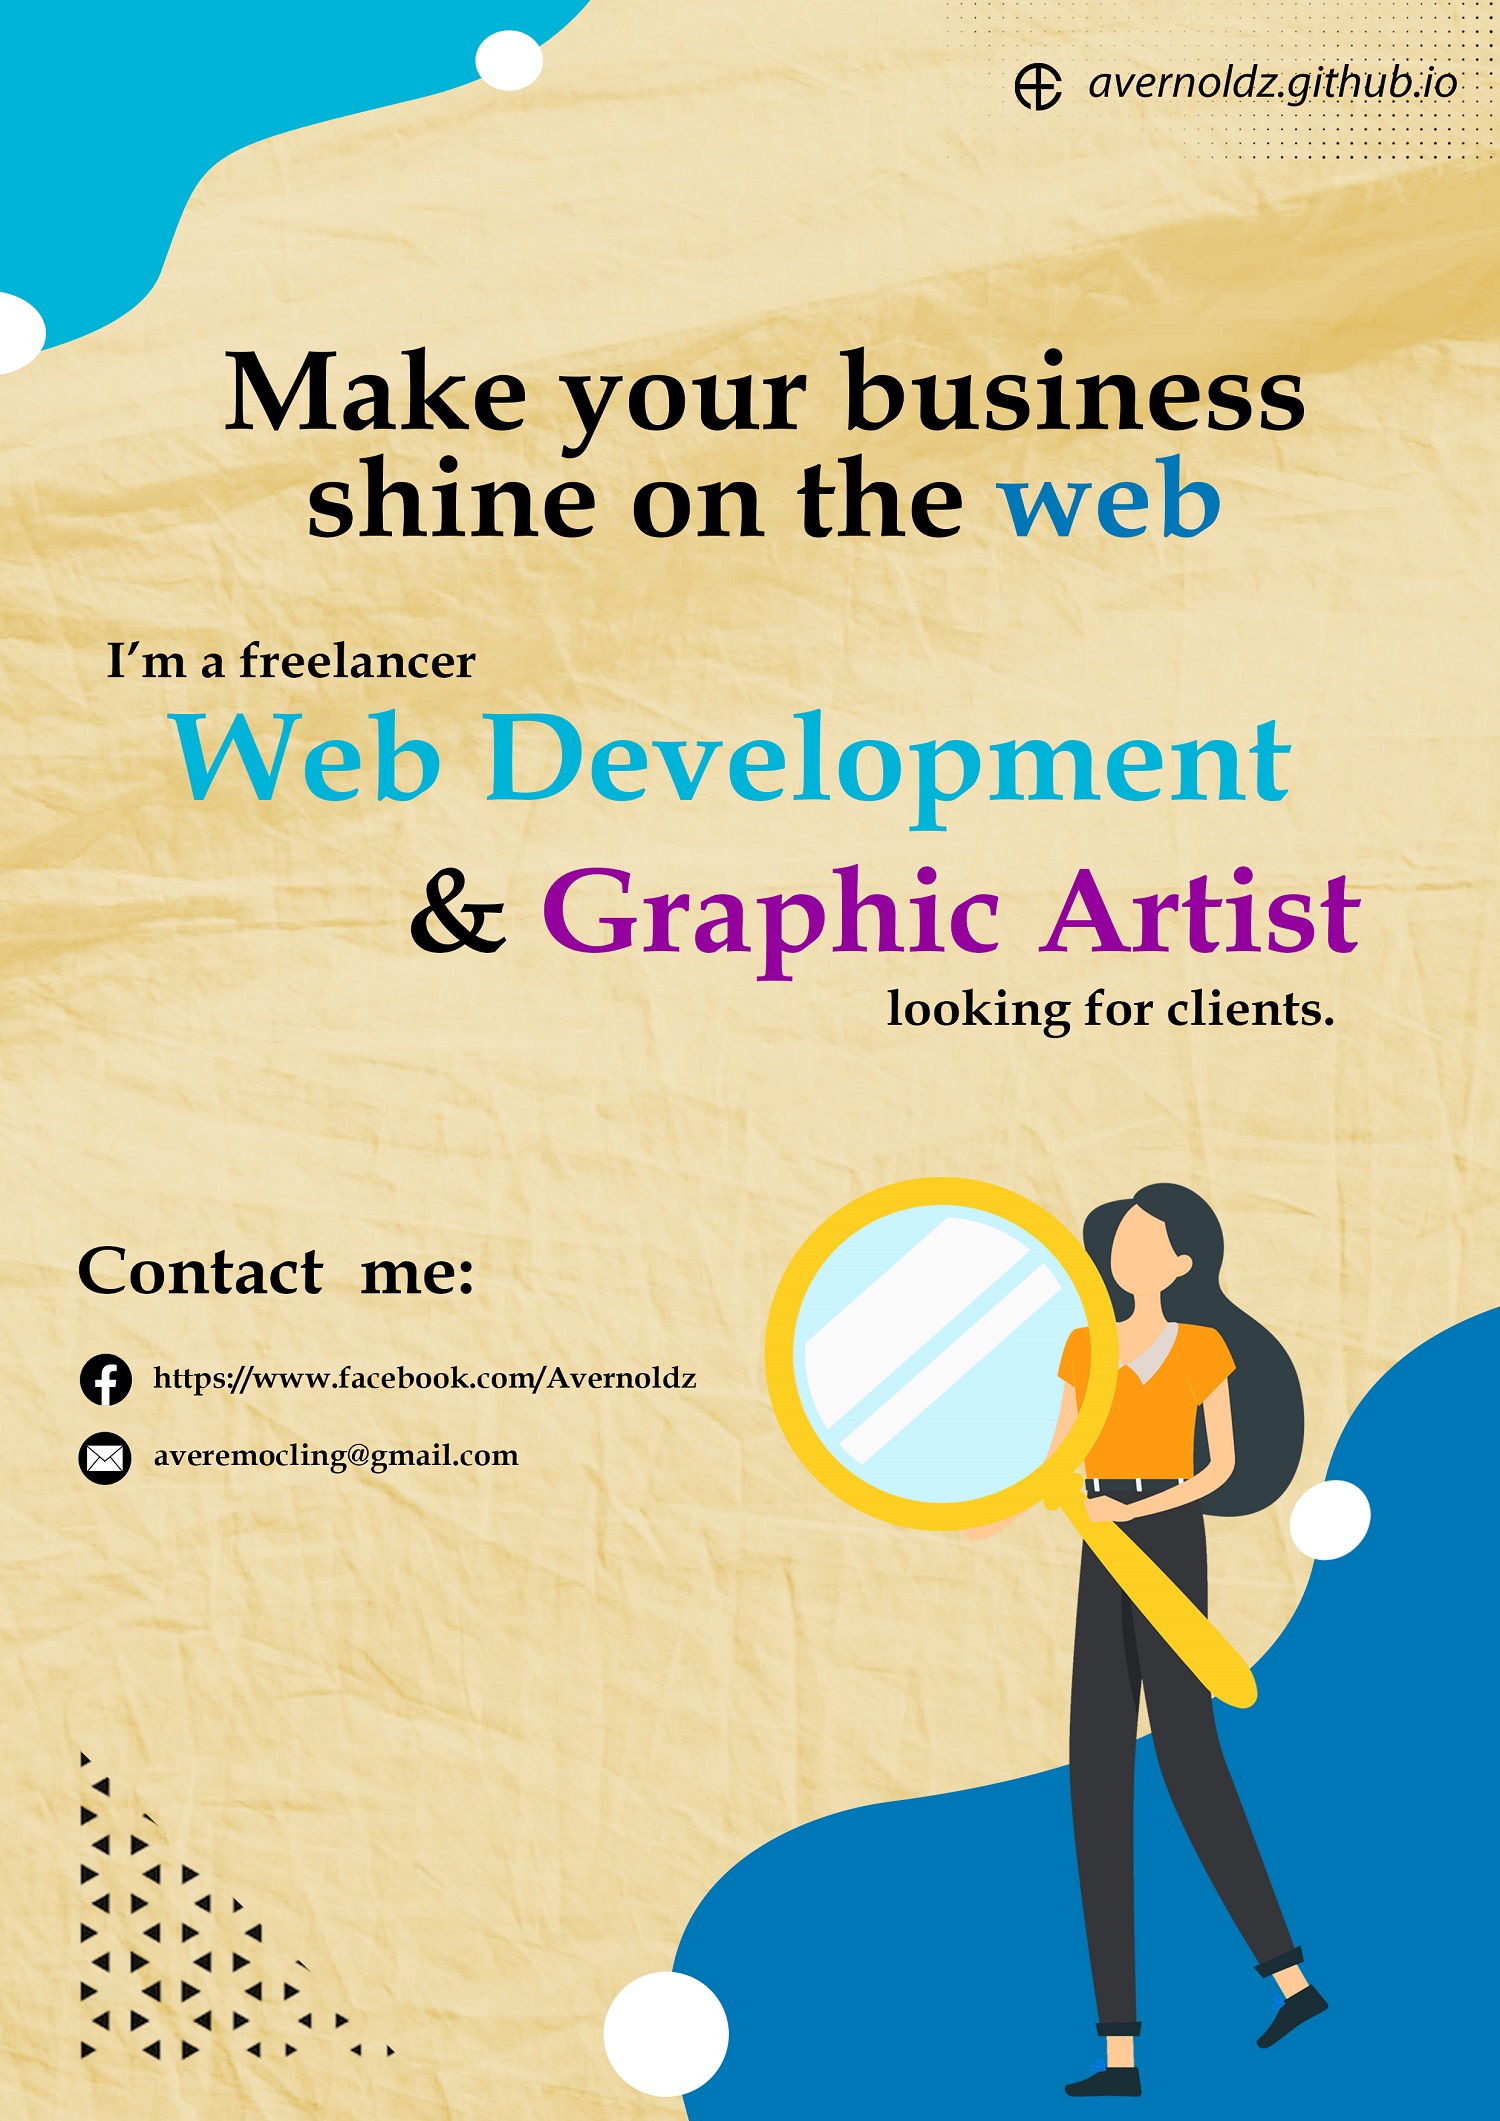 avernoldz.github.io
Make your business
shine on the web
I’m a freelancer
Web Development
& Graphic Artist
looking for clients.
Contact me:
https://www.facebook.com/Avernoldz
averemocling@gmail.com